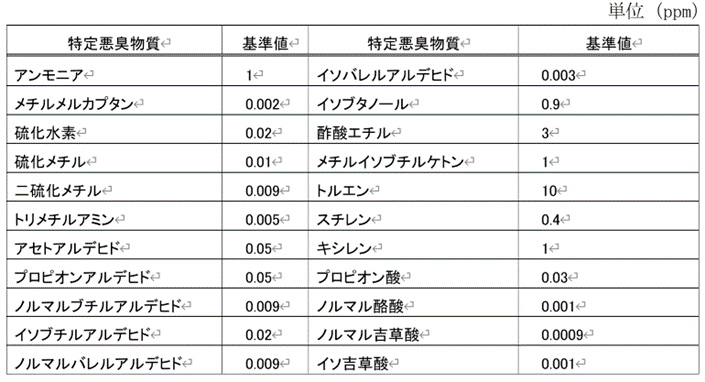 単位 (ppm)
特定悪臭物質↵ 基準値↵ 特定悪臭物質↵ 基準値↵
アンモニア↵ 1↵ イソバレルアルデヒド↵ 0.003↵
メチルメルカプタン↵ 0.002↵ イソブタノール↵ 0.9↵
硫化水素↵ 0.02↵ 酢酸エチル↵ 3↵
硫化メチル↵ 0.01↵ メチルイソブチルケトン↵ 1↵
二硫化メチル↵ 0.009↵ トルエン↵ 10↵
トリメチルアミン↵ 0.005↵ スチレン↵ 0.4↵
アセトアルデヒド↵ 0.05↵ キシレン↵ 1↵
プロピオンアルデヒド↵ 0.05↵ プロピオン酸↵ 0.03↵
ノルマルブチルアルデヒド↵ 0.009↵ ノルマル酪酸↵ 0.001↵
イソブチルアルデヒド↵ 0.02↵ ノルマル吉草酸↵ 0.0009↵
ノルマルバレルアルデヒド↵ 0.009↵ イソ吉草酸↵ 0.001↵